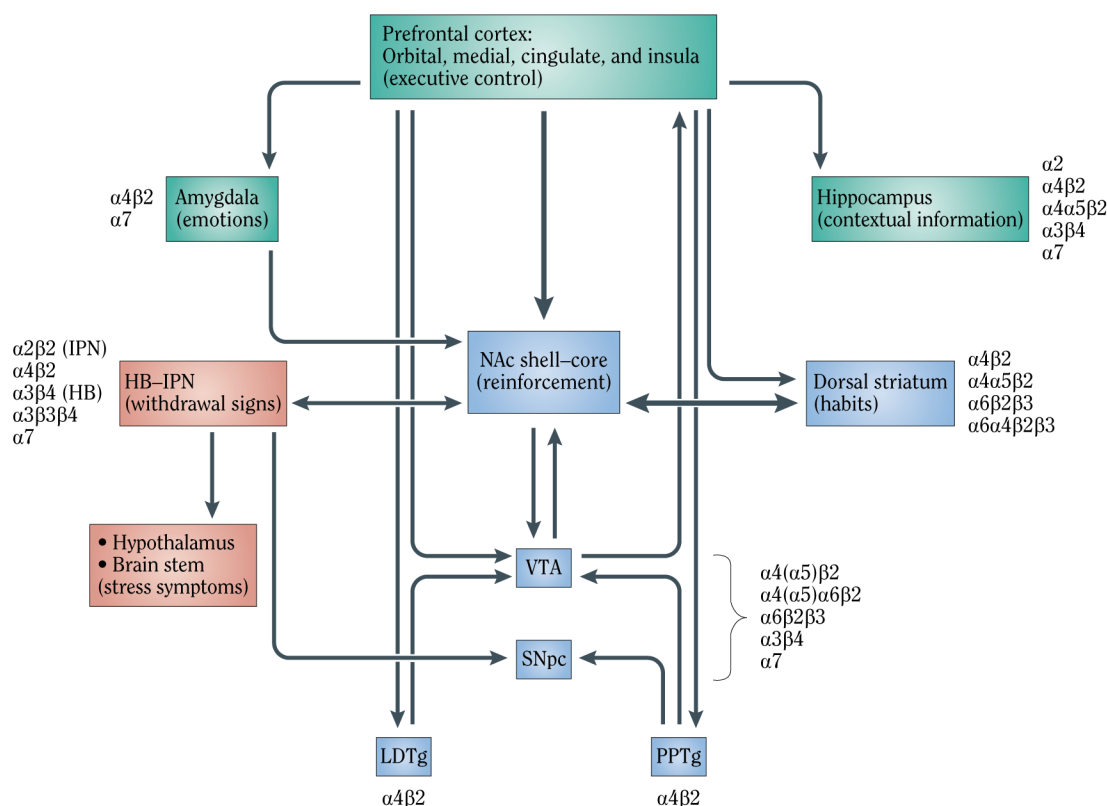 Prefrontal cortex:
Orbital, medial, cingulate, and insula
(executive control)
α4β2
α7
Amygdala
(emotions)
Hippocampus
(contextual information)
α2
α4β2
α4α5β2
α3β4
α7
α2β2 (IPN)
α4β2
α3β4 (HB)
α3β3β4
α7
HB–IPN
(withdrawal signs)
NAc shell–core
(reinforcement)
Dorsal striatum
(habits)
α4β2
α4α5β2
α6β2β3
α6α4β2β3
• Hypothalamus
• Brain stem
(stress symptoms)
VTA
α4(α5)β2
α4(α5)α6β2
α6β2β3
α3β4
α7
SNpc
LDTg
α4β2
PPTg
α4β2